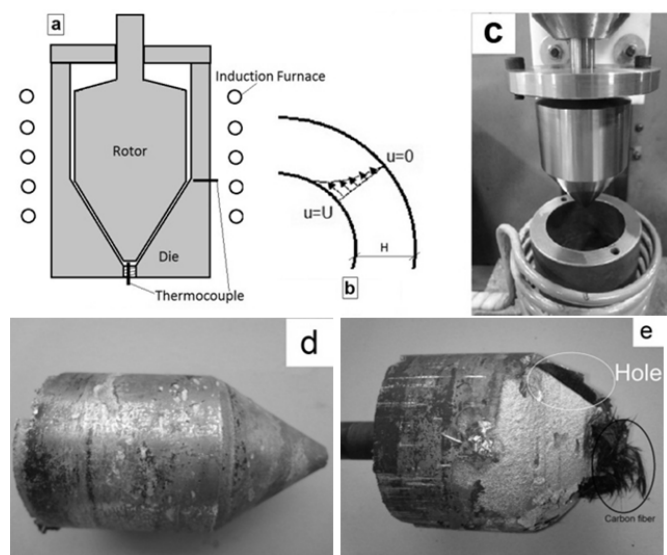 a
Induction Furnace
Rotor
Die
Thermocouple
u=0
u=U
H
b
c
d
e
Hole
Carbon fiber